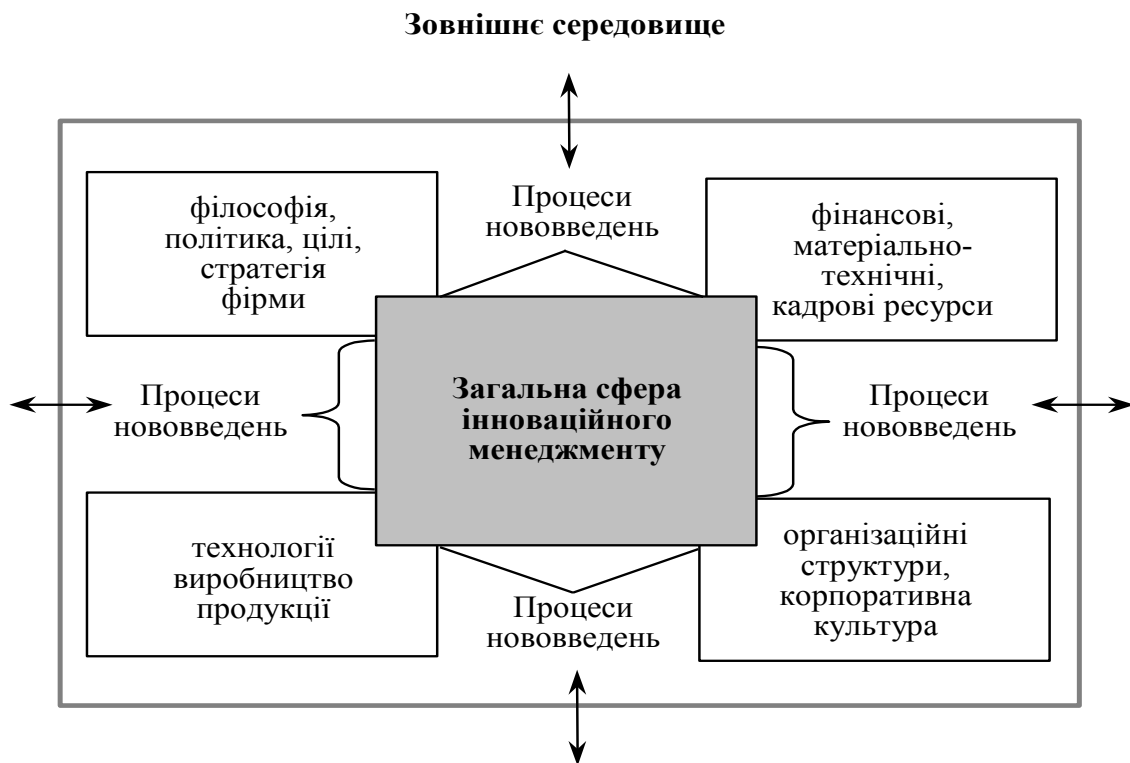 Зовнішнє середовище
філософія,
політика, цілі,
стратегія
фірми
Процеси
нововведень
фінансові,
матеріально-
технічні,
кадрові ресурси
Процеси
нововведень
Загальна сфера
інноваційного
менеджменту
Процеси
нововведень
технології
виробництво
продукції
Процеси
нововведень
організаційні
структури,
корпоративна
культура